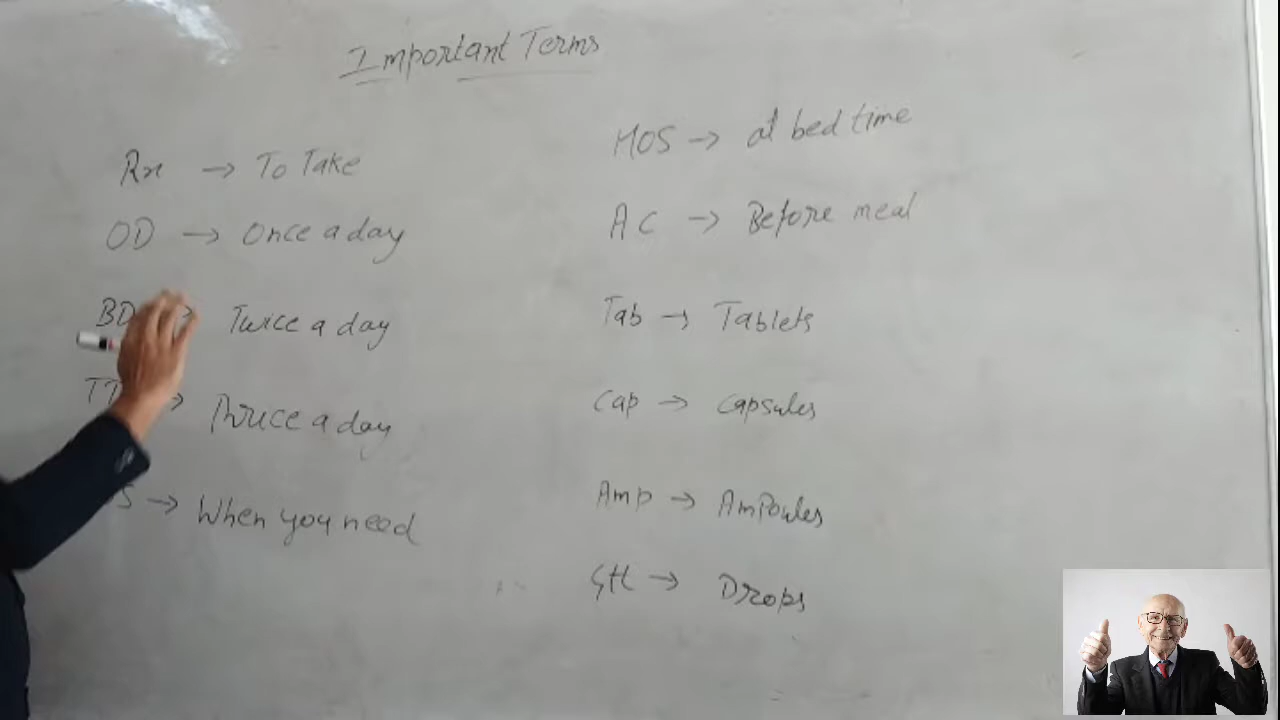 Important Terms
Rx → To Take
OD → Once a day
BD → Twice a day
→ Thrice a day
→ When you need
HOS → at bed time
AC → Before meal
Tab → Tablets
Cap → Capsules
Amp → AmPoules
→ Drops